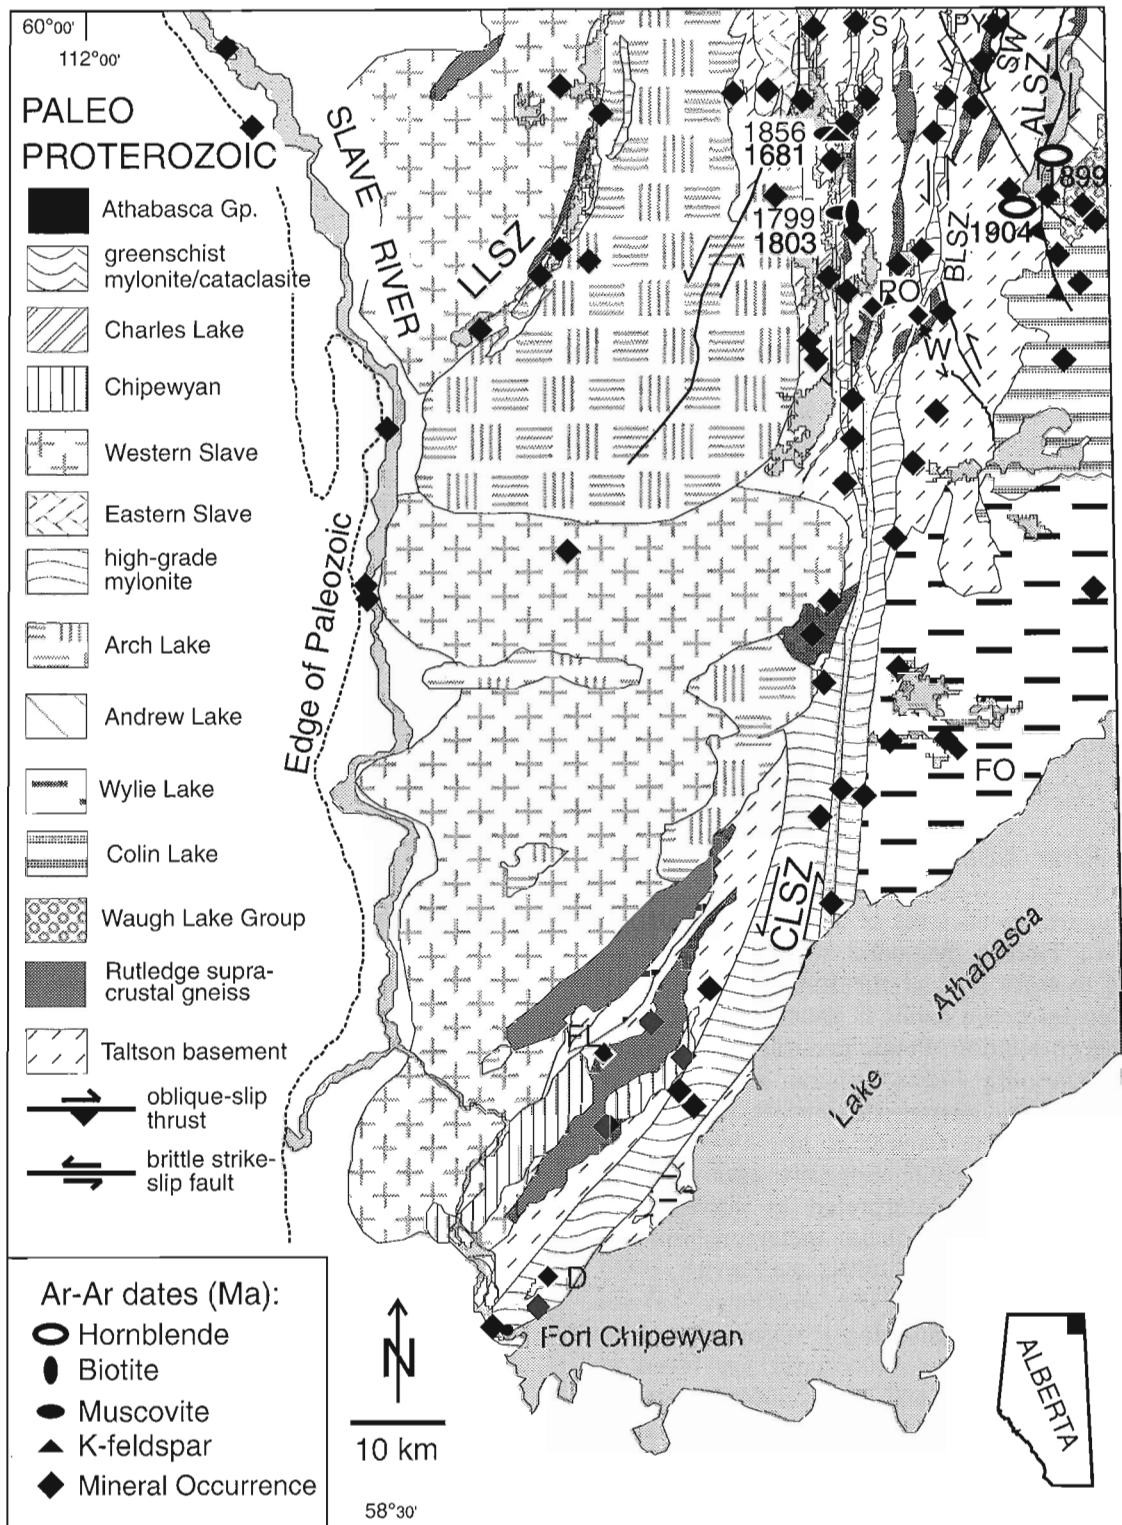 60°00'
112°00'
PALEO
PROTEROZOIC
Athabasca Gp.
greenschist
mylonite/cataclasite
Charles Lake
Chipewyan
Western Slave
Eastern Slave
high-grade
mylonite
Arch Lake
Andrew Lake
Wylie Lake
Colin Lake
Waugh Lake Group
Rutledge supra-
crustal gneiss
Taltson basement
oblique-slip
thrust
brittle strike-
slip fault
Ar-Ar dates (Ma):
Hornblende
Biotite
Muscovite
K-feldspar
Mineral Occurrence
SLAVE
RIVER
LLSZ
Edge of Paleozoic
S
PY
SW
ALSZ
1856
1681
1899
1799
1803
1904
BLSZ
RO
W
FO
CLSZ
Athabasca
Lake
FL
D
Fort Chipewyan
N
10 km
58°30'
ALBERTA